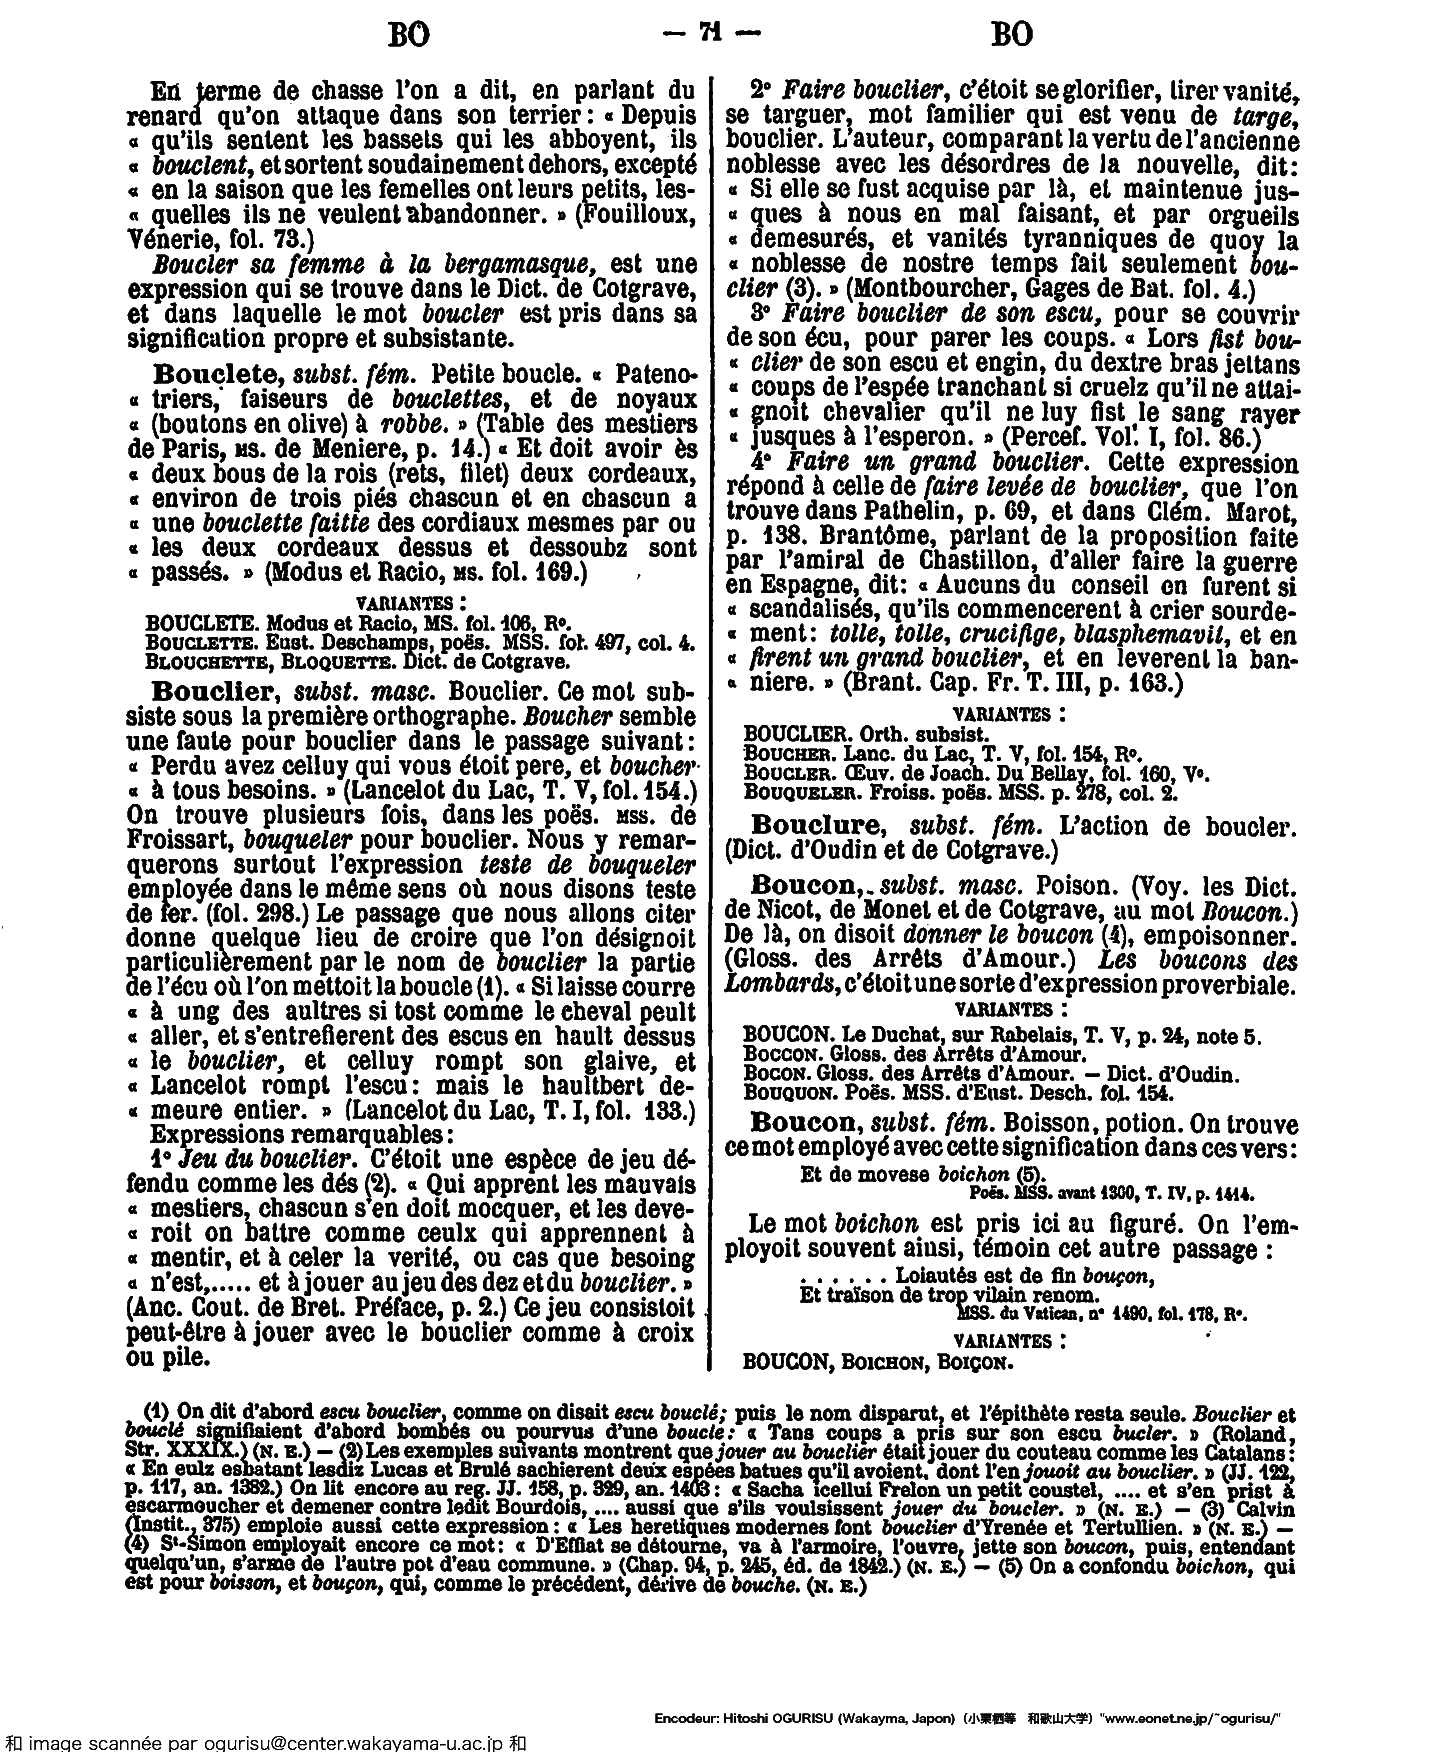 BO — 71 — BO
En terme de chasse l'on a dit, en parlant du
renard qu'on attaque dans son terrier : « Depuis
« qu'ils sentent les bassets qui les abboyent, ils
« bouclent, et sortent soudainement dehors, excepté
« en la saison que les femelles ont leurs petits, les-
« quelles ils ne veulent abandonner. » (Fouilloux,
Vénerie, fol. 73.)
Boucler sa femme à la bergamasque, est une
expression qui se trouve dans le Dict. de Cotgrave,
et dans laquelle le mot boucler est pris dans sa
signification propre et subsistante.
Bouclete, subst. fém. Petite boucle. « Pateno-
« triers, faiseurs de bouclettes, et de noyaux
« (boutons en olive) à robbe. » (Table des mestiers
de Paris, MS. de Meniere, p. 14.) « Et doit avoir ès
« deux bous de la rois (rets, filet) deux cordeaux,
« environ de trois piés chascun et en chascun a
« une bouclette faitte des cordiaux mesmes par ou
« les deux cordeaux dessus et dessoubz sont
« passés. » (Modus et Racio, MS. fol. 169.)
VARIANTES :
BOUCLETE. Modus et Racio, MS. fol. 106, R°.
BOUCLETTE. Eust. Deschamps, poës. MSS. fol. 497, col. 4.
BLOUCHETTE, BLOQUETTE. Dict. de Cotgrave.
Bouclier, subst. masc. Bouclier. Ce mot sub-
siste sous la première orthographe. Boucher semble
une faute pour bouclier dans le passage suivant :
« Perdu avez celluy qui vous étoit pere, et boucher
« à tous besoins. » (Lancelot du Lac, T. V, fol. 154.)
On trouve plusieurs fois, dans les poës. MSS. de
Froissart, bouqueler pour bouclier. Nous y remar-
querons surtout l'expression teste de bouqueler
employée dans le même sens où nous disons teste
de fer. (fol. 298.) Le passage que nous allons citer
donne quelque lieu de croire que l'on désignoit
particulièrement par le nom de bouclier la partie
de l'écu où l'on mettoit la boucle (1). « Si laisse courre
« à ung des aultres si tost comme le cheval peult
« aller, et s'entrefierent des escus en hault dessus
« le bouclier, et celluy rompt son glaive, et
« Lancelot rompt l'escu : mais le haultbert de-
« meure entier. » (Lancelot du Lac, T. I, fol. 133.)
Expressions remarquables :
1° Jeu du bouclier. C'étoit une espèce de jeu dé-
fendu comme les dés (2). « Qui apprent les mauvais
« mestiers, chascun s'en doit mocquer, et les deve-
« roit on battre comme ceulx qui apprennent à
« mentir, et à celer la verité, ou cas que besoing
« n'est,..... et à jouer au jeu des dez et du bouclier. »
(Anc. Cout. de Bret. Préface, p. 2.) Ce jeu consistoit
peut-être à jouer avec le bouclier comme à croix
ou pile.
2° Faire bouclier, c'étoit se glorifier, tirer vanité,
se targuer, mot familier qui est venu de targe,
bouclier. L'auteur, comparant la vertu de l'ancienne
noblesse avec les désordres de la nouvelle, dit :
« Si elle se fust acquise par là, et maintenue jus-
« ques à nous en mal faisant, et par orgueils
« demesurés, et vanités tyranniques de quoy la
« noblesse de nostre temps fait seulement bou-
clier (3). » (Montbourcher, Gages de Bat. fol. 4.)
3° Faire bouclier de son escu, pour se couvrir
de son écu, pour parer les coups. « Lors fist bou-
« clier de son escu et engin, du dextre bras jettans
« coups de l'espée tranchant si cruelz qu'il ne attai-
« gnoit chevalier qu'il ne luy fist le sang rayer
« jusques à l'esperon. » (Percef. Vol. I, fol. 86.)
4° Faire un grand bouclier. Cette expression
répond à celle de faire levée de bouclier, que l'on
trouve dans Pathelin, p. 69, et dans Clém. Marot,
p. 138. Brantôme, parlant de la proposition faite
par l'amiral de Chastillon, d'aller faire la guerre
en Espagne, dit : « Aucuns du conseil en furent si
« scandalisés, qu'ils commencerent à crier sourde-
« ment : tolle, tolle, crucifige, blasphemavit, et en
« firent un grand bouclier, et en leverent la ban-
« niere. » (Brant. Cap. Fr. T. III, p. 163.)
VARIANTES :
BOUCLIER. Orth. subsist.
BOUCHER. Lanc. du Lac, T. V, fol. 154, R°.
BOUCLER. Œuv. de Joach. Du Bellay, fol. 160, V°.
BOUQUELER. Froiss. poës. MSS. p. 278, col. 2.
Bouclure, subst. fém. L'action de boucler.
(Dict. d'Oudin et de Cotgrave.)
Boucon, subst. masc. Poison. (Voy. les Dict.
de Nicot, de Monet et de Cotgrave, au mot Boucon.)
De là, on disoit donner le boucon (4), empoisonner.
(Gloss. des Arrêts d'Amour.) Les boucons des
Lombards, c'étoit une sorte d'expression proverbiale.
VARIANTES :
BOUCON. Le Duchat, sur Rabelais, T. V, p. 24, note 5.
BOCCON. Gloss. des Arrêts d'Amour.
BOCON. Gloss. des Arrêts d'Amour. — Dict. d'Oudin.
BOUQUON. Poës. MSS. d'Eust. Desch. fol. 154.
Boucon, subst. fém. Boisson, potion. On trouve
ce mot employé avec cette signification dans ces vers :
Et de movese boichon (5).
Poës. MSS. avant 1300, T. IV, p. 1414.
Le mot boichon est pris ici au figuré. On l'em-
ployoit souvent ainsi, témoin cet autre passage :
. . . . . . Loiautés est de fin bouçon,
Et traïson de trop vilain renom.
MSS. du Vatican, n° 1490, fol. 178, R°.
VARIANTES :
BOUCON, BOICHON, BOIÇON.
(1) On dit d'abord escu bouclier, comme on disait escu bouclé ; puis le nom disparut, et l'épithète resta seule. Bouclier et
bouclé signifiaient d'abord bombés ou pourvus d'une boucle : « Tans coups a pris sur son escu bucler. » (Roland,
Str. XXXIX.) (N. E.) — (2) Les exemples suivants montrent que jouer au bouclier était jouer du couteau comme les Catalans :
« En eulz esbatant lesdiz Lucas et Brulé sachierent deux espées batues qu'il avoient, dont l'en jouoit au bouclier. » (JJ. 122,
p. 117, an. 1382.) On lit encore au reg. JJ. 158, p. 329, an. 1403 : « Sacha icellui Frelon un petit coustel, .... et s'en prist à
escarmoucher et demener contre ledit Bourdois, .... aussi que s'ils voulsissent jouer du boucler. » (N. E.) — (3) Calvin
(Instit., 375) emploie aussi cette expression : « Les heretiques modernes font bouclier d'Yrenée et Tertullien. » (N. E.) —
(4) St-Simon employait encore ce mot : « D'Effiat se détourne, va à l'armoire, l'ouvre, jette son boucon, puis, entendant
quelqu'un, s'arme de l'autre pot d'eau commune. » (Chap. 94, p. 245, éd. de 1842.) (N. E.) — (5) On a confondu boichon, qui
est pour boisson, et bouçon, qui, comme le précédent, dérive de bouche. (N. E.)
Encodeur: Hitoshi OGURISU (Wakayma, Japon) (小栗栖等 和歌山大学) "www.eonet.ne.jp/~ogurisu/"
和 image scannée par ogurisu@center.wakayama-u.ac.jp 和